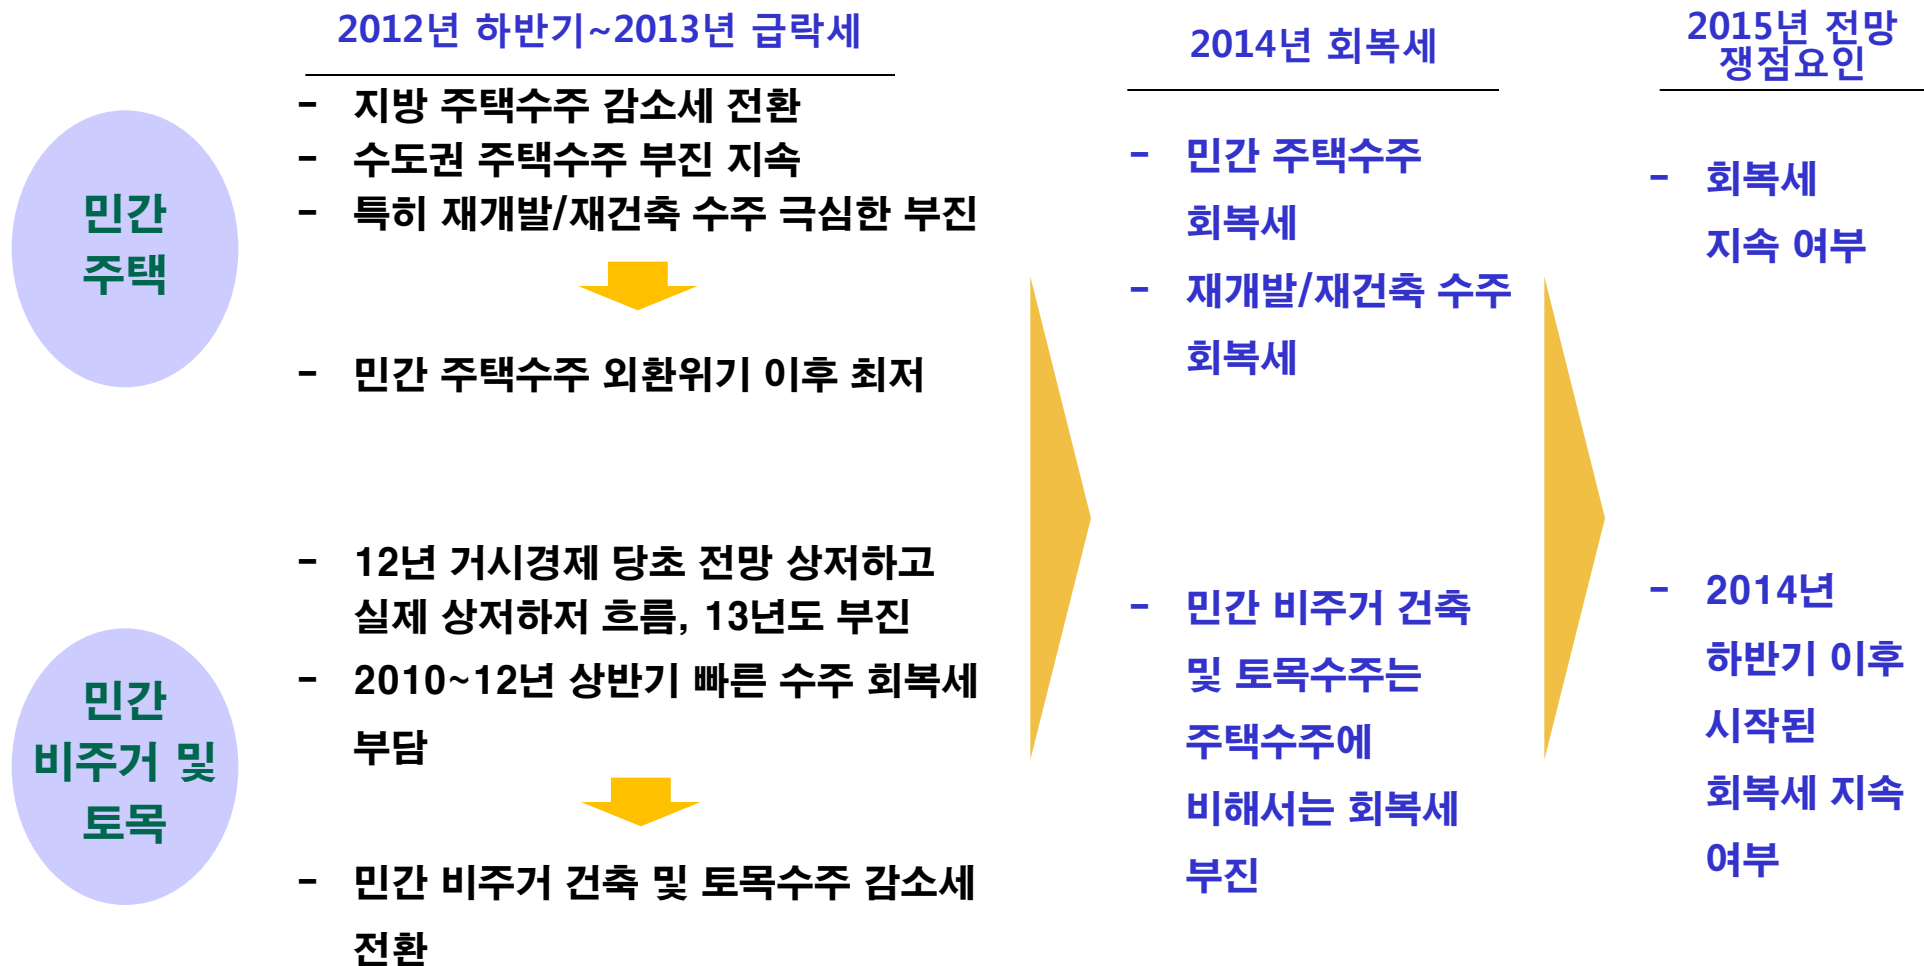 2012년 하반기~2013년 급락세
2014년 회복세
2015년 전망
쟁점요인
민간
주택
- 지방 주택수주 감소세 전환
- 수도권 주택수주 부진 지속
- 특히 재개발/재건축 수주 극심한 부진
- 민간 주택수주 외환위기 이후 최저
- 민간 주택수주
회복세
- 재개발/재건축 수주
회복세
- 회복세
지속 여부
민간
비주거 및
토목
- 12년 거시경제 당초 전망 상저하고
실제 상저하저 흐름, 13년도 부진
- 2010~12년 상반기 빠른 수주 회복세
부담
- 민간 비주거 건축 및 토목수주 감소세
전환
- 민간 비주거 건축
및 토목수주는
주택수주에
비해서는 회복세
부진
- 2014년
하반기 이후
시작된
회복세 지속
여부